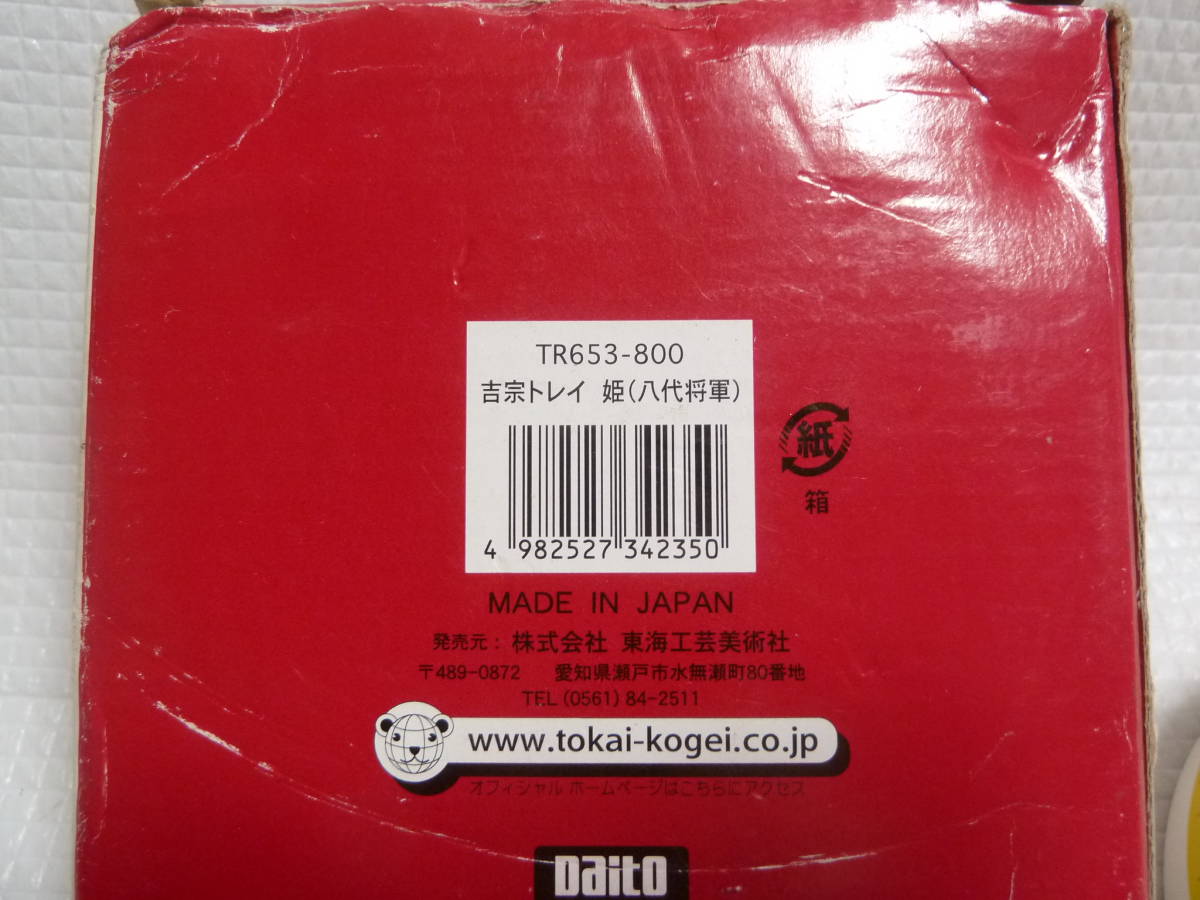 TR653-800
吉宗トレイ 姫(八代将軍)
4 982527 342350
紙
箱
MADE IN JAPAN
発売元：株式会社 東海工芸美術社
〒489-0872 愛知県瀬戸市水無瀬町80番地
TEL (0561) 84-2511
www.tokai-kogei.co.jp
オフィシャル ホームページはこちらにアクセス
Daito